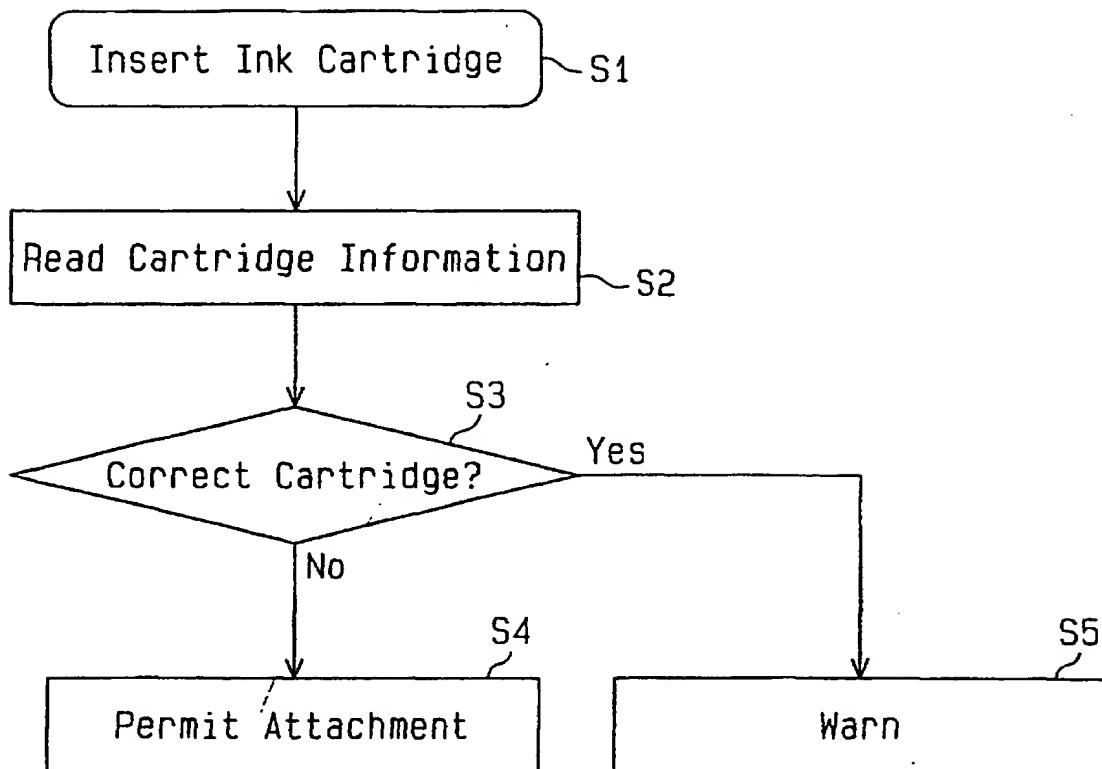 Insert Ink Cartridge
S1
Read Cartridge Information
S2
S3
Correct Cartridge?
Yes
No
S4
S5
Permit Attachment
Warn